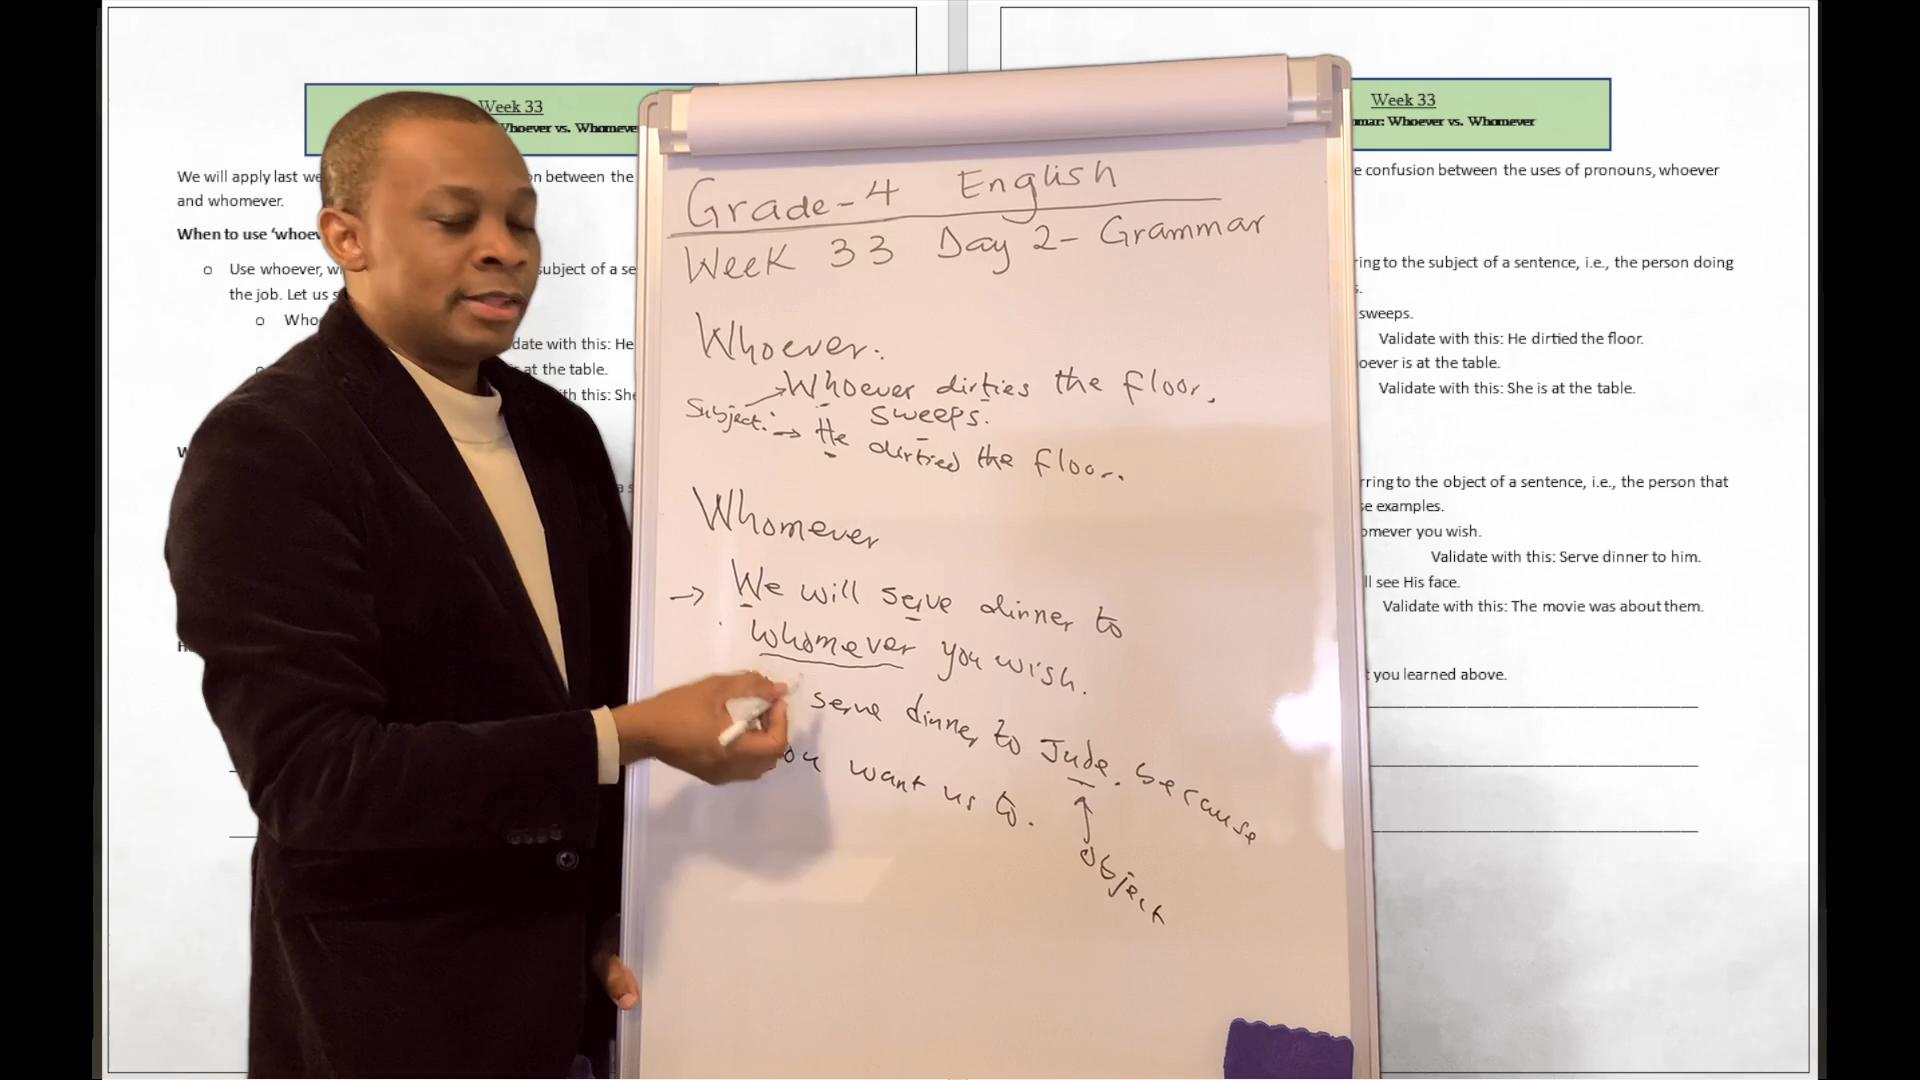 Week 33
Whoever vs. Whomever
We will apply last we
on between the
and whomever.
When to use ‘whoev
Use whoever, w
subject of a se
the job. Let us s
Who
date with this: He
at the table.
th this: She
Grade-4 English
Week 33 Day 2- Grammar
Whoever:
Whoever dirties the floor,
sweeps.
Subject:
He dirtied the floor.
Whomever
We will serve dinner to
whomever you wish.
serve dinner to Jude, because
you want us to.
object
Week 33
mmar: Whoever vs. Whomever
e confusion between the uses of pronouns, whoever
ring to the subject of a sentence, i.e., the person doing
s.
sweeps.
Validate with this: He dirtied the floor.
oever is at the table.
Validate with this: She is at the table.
rring to the object of a sentence, i.e., the person that
se examples.
omever you wish.
Validate with this: Serve dinner to him.
ll see His face.
Validate with this: The movie was about them.
t you learned above.